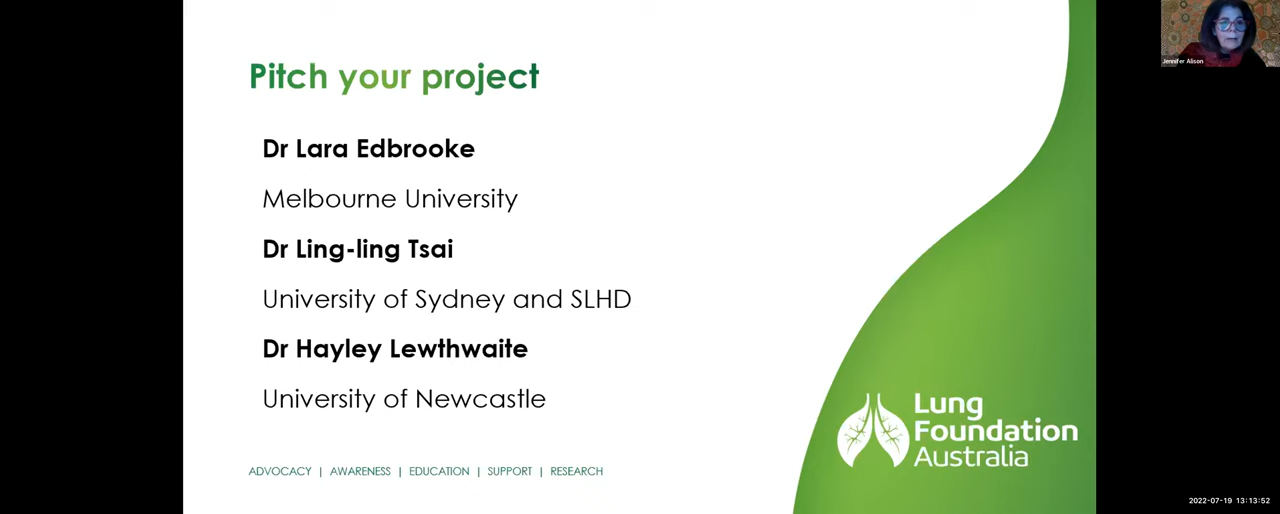 Pitch your project
Dr Lara Edbrooke
Melbourne University
Dr Ling-ling Tsai
University of Sydney and SLHD
Dr Hayley Lewthwaite
University of Newcastle
ADVOCACY | AWARENESS | EDUCATION | SUPPORT | RESEARCH
Lung
Foundation
Australia
Jennifer Alison
2022-07-19 13:13:52